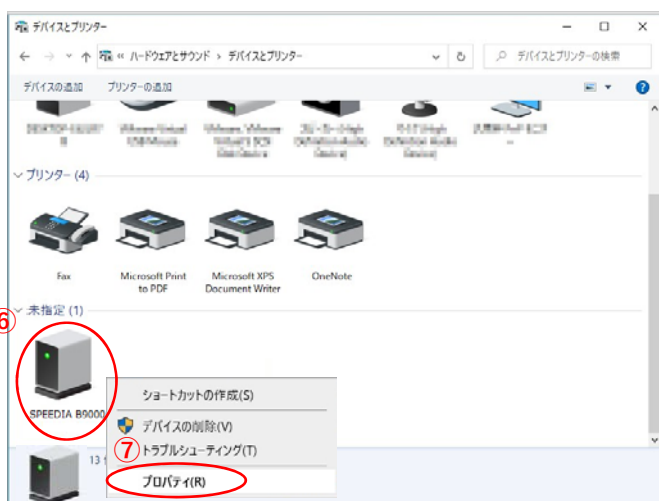 デバイスとプリンター
« ハードウェアとサウンド › デバイスとプリンター
デバイスとプリンターの検索
デバイスの追加 プリンターの追加
プリンター (4)
Fax
Microsoft Print
to PDF
Microsoft XPS
Document Writer
OneNote
⑥
未指定 (1)
SPEEDIA B9000
ショートカットの作成(S)
デバイスの削除(V)
⑦
トラブルシューティング(T)
プロパティ(R)
13